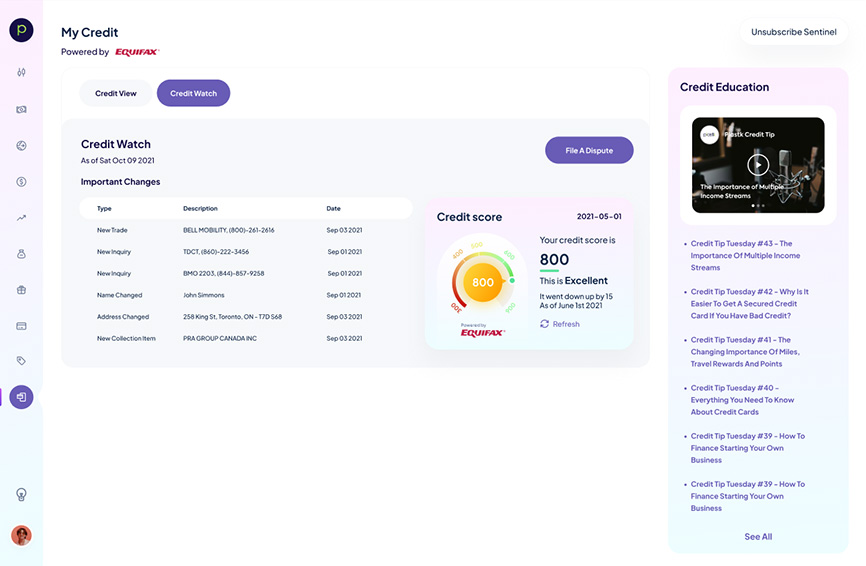 p
My Credit
Powered by EQUIFAX
Unsubscribe Sentinel
Credit View
Credit Watch
Credit Watch
As of Sat Oct 09 2021
File A Dispute
Important Changes
Type Description Date
New Trade BELL MOBILITY, (800)-261-2616 Sep 03 2021
New Inquiry TDCT, (860)-222-3456 Sep 01 2021
New Inquiry BMO 2203, (844)-857-9258 Sep 01 2021
Name Changed John Simmons Sep 01 2021
Address Changed 258 King St, Toronto, ON - T7D S68 Sep 03 2021
New Collection Item PRA GROUP CANADA INC Sep 03 2021
Credit score 2021-05-01
300
400
500
600
800
Powered by
EQUIFAX
Your credit score is
800
This is Excellent
It went down up by 15
As of June 1st 2021
Refresh
Credit Education
Plastk Credit Tip
The Importance of Multiple
Income Streams
Credit Tip Tuesday #43 - The
Importance Of Multiple Income
Streams
Credit Tip Tuesday #42 - Why Is It
Easier To Get A Secured Credit
Card If You Have Bad Credit?
Credit Tip Tuesday #41 - The
Changing Importance Of Miles,
Travel Rewards And Points
Credit Tip Tuesday #40 -
Everything You Need To Know
About Credit Cards
Credit Tip Tuesday #39 - How To
Finance Starting Your Own
Business
Credit Tip Tuesday #39 - How To
Finance Starting Your Own
Business
See All